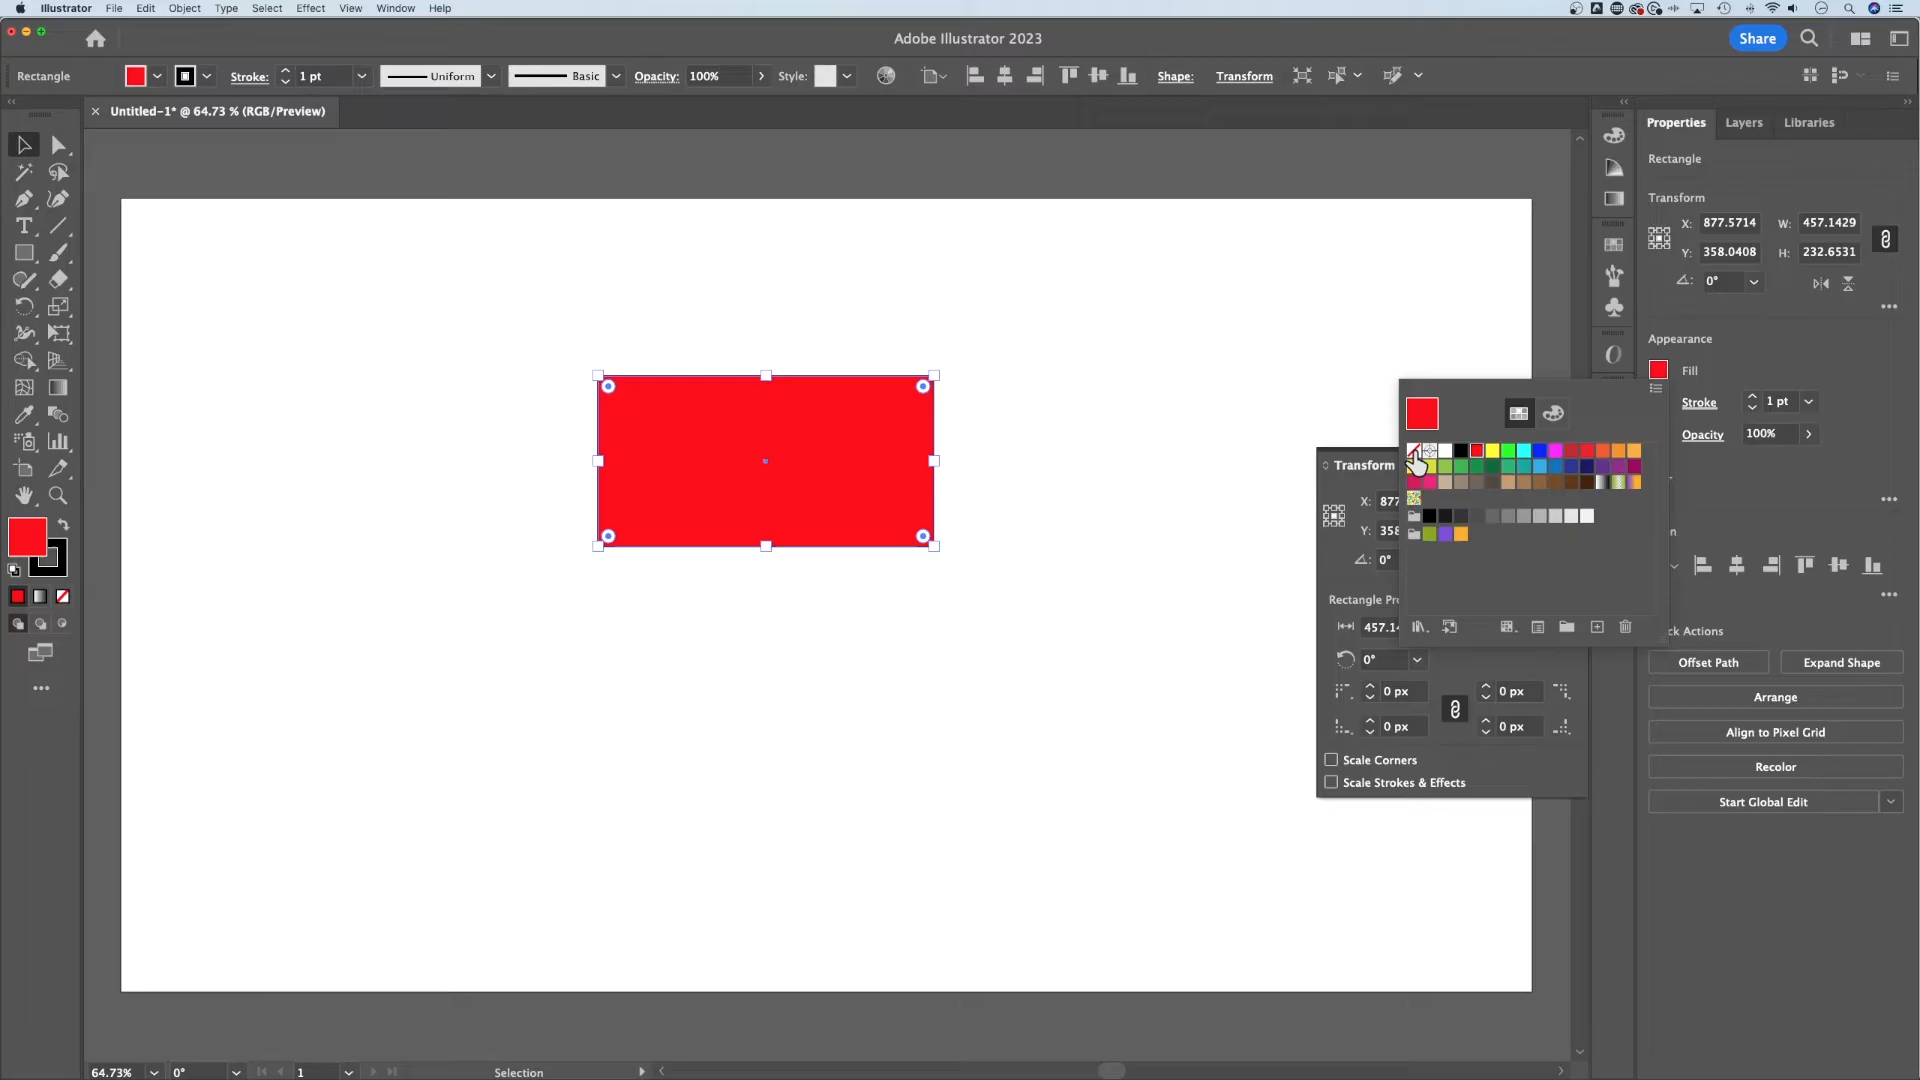 Illustrator File Edit Object Type Select Effect View Window Help
Adobe Illustrator 2023
Share
Rectangle
Stroke: 1 pt Uniform Basic Opacity: 100% Style: Shape: Transform
× Untitled-1* @ 64.73 % (RGB/Preview)
Properties Layers Libraries
Rectangle
Transform
X: 877.5714 W: 457.1429
Y: 358.0408 H: 232.6531
0°
Appearance
Fill
Stroke 1 pt
Opacity 100%
Transform
X: 877
Y: 358
0°
Rectangle Pr
457.14
0°
0 px 0 px
0 px 0 px
Scale Corners
Scale Strokes & Effects
n
ck Actions
Offset Path Expand Shape
Arrange
Align to Pixel Grid
Recolor
Start Global Edit
64.73% 0° 1 Selection